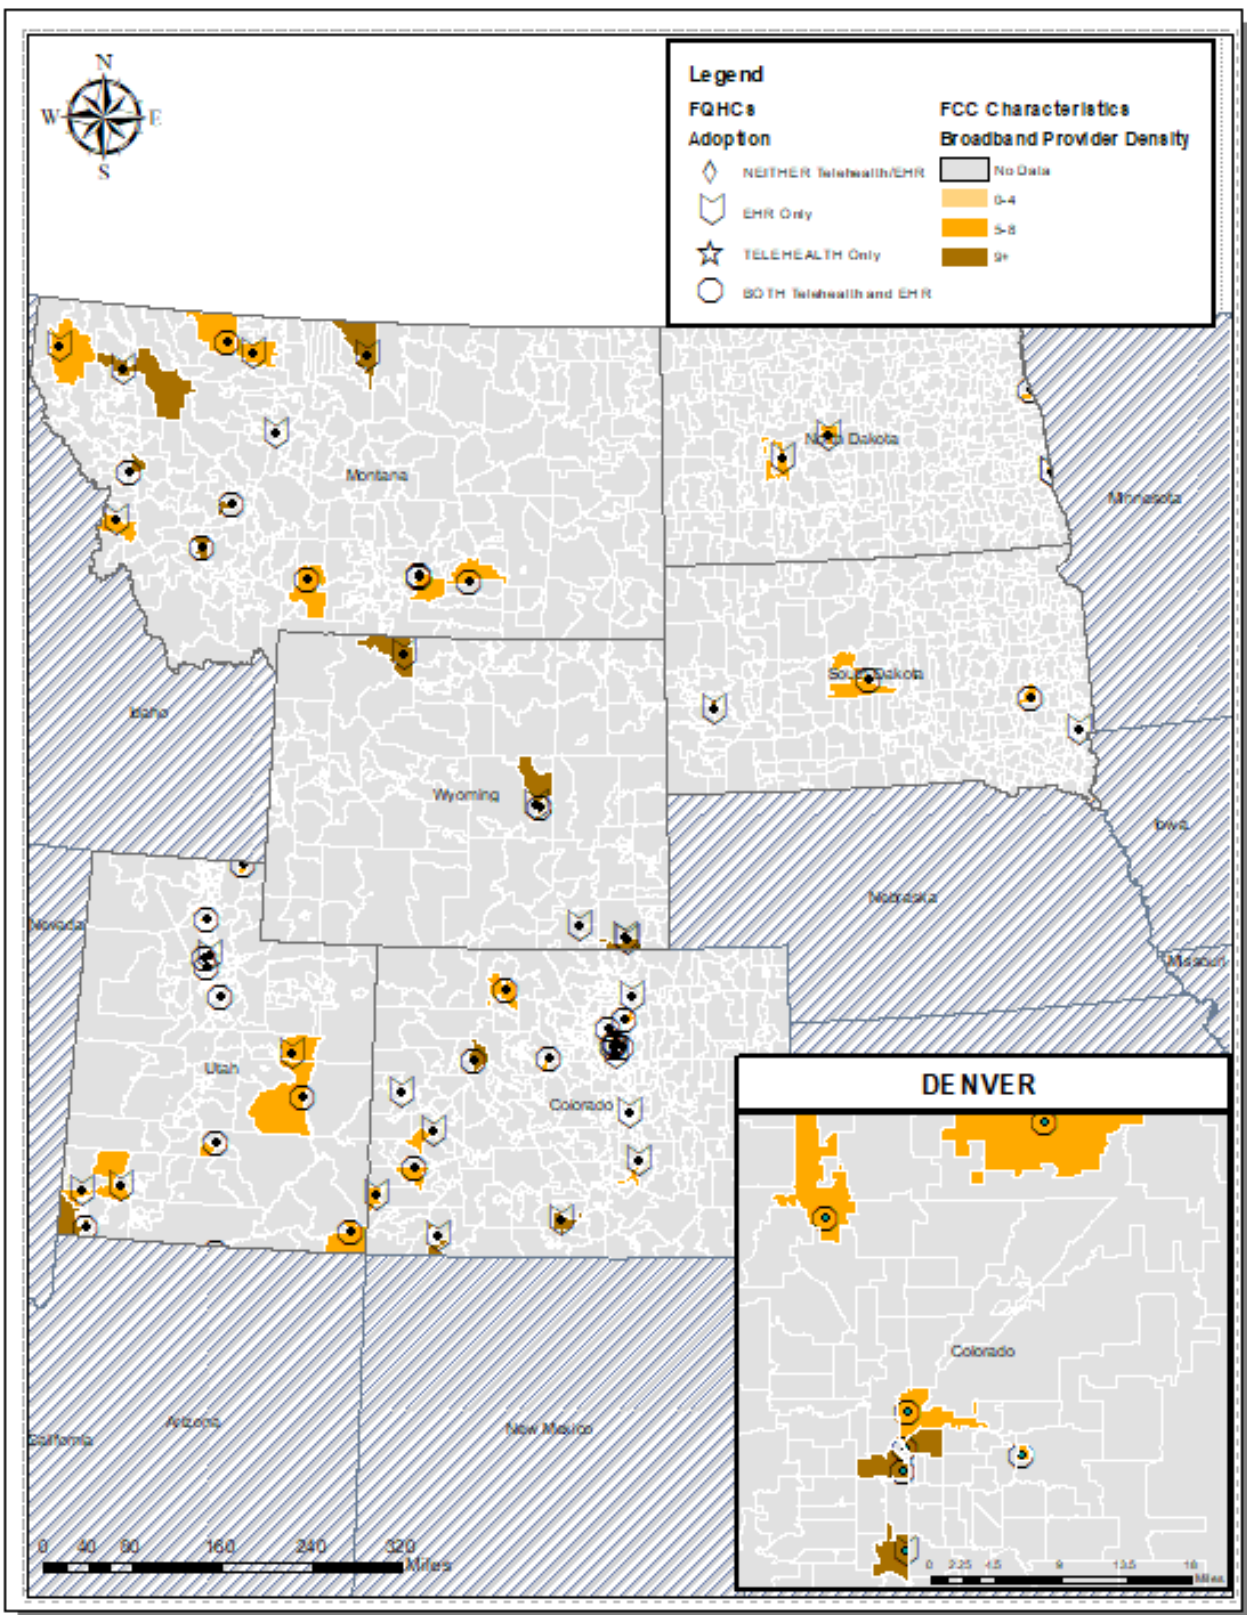 N
W E
S
Legend
FQHCs
Adoption
NEITHER Telehealth/EHR
EHR Only
TELEHEALTH Only
BOTH Telehealth and EHR
FCC Characteristics
Broadband Provider Density
No Data
0-4
5-8
9+
Montana
North Dakota
Minnesota
South Dakota
Idaho
Wyoming
Iowa
Nebraska
Nevada
Missouri
Utah
Colorado
DENVER
Colorado
Arizona
New Mexico
California
0 40 80 160 240 320
Miles
0 2.25 4.5 9 13.5 18
Miles